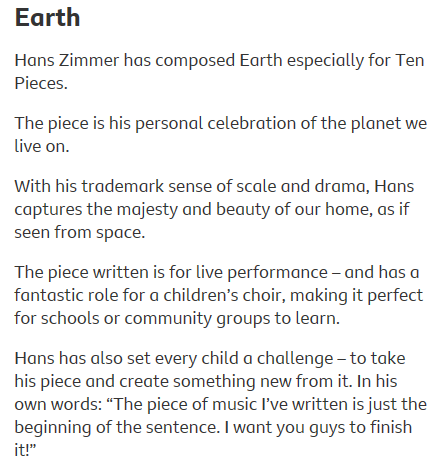 Earth
Hans Zimmer has composed Earth especially for Ten
Pieces.
The piece is his personal celebration of the planet we
live on.
With his trademark sense of scale and drama, Hans
captures the majesty and beauty of our home, as if
seen from space.
The piece written is for live performance – and has a
fantastic role for a children’s choir, making it perfect
for schools or community groups to learn.
Hans has also set every child a challenge – to take
his piece and create something new from it. In his
own words: “The piece of music I’ve written is just the
beginning of the sentence. I want you guys to finish
it!”